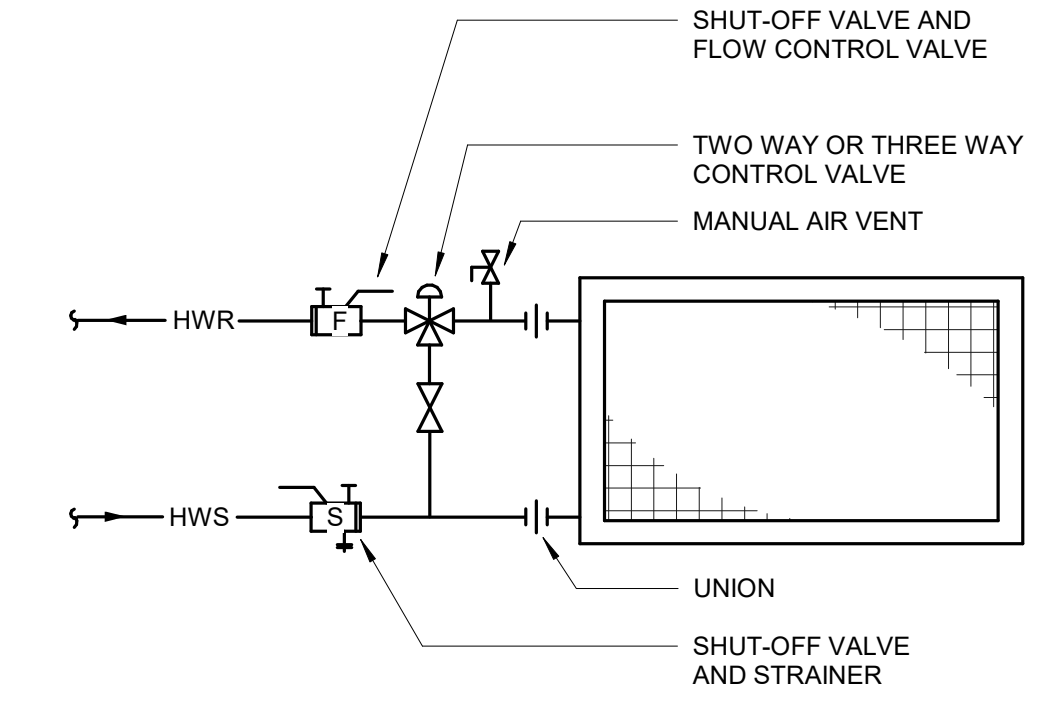 SHUT-OFF VALVE AND
FLOW CONTROL VALVE
TWO WAY OR THREE WAY
CONTROL VALVE
MANUAL AIR VENT
HWR
F
HWS
S
UNION
SHUT-OFF VALVE
AND STRAINER